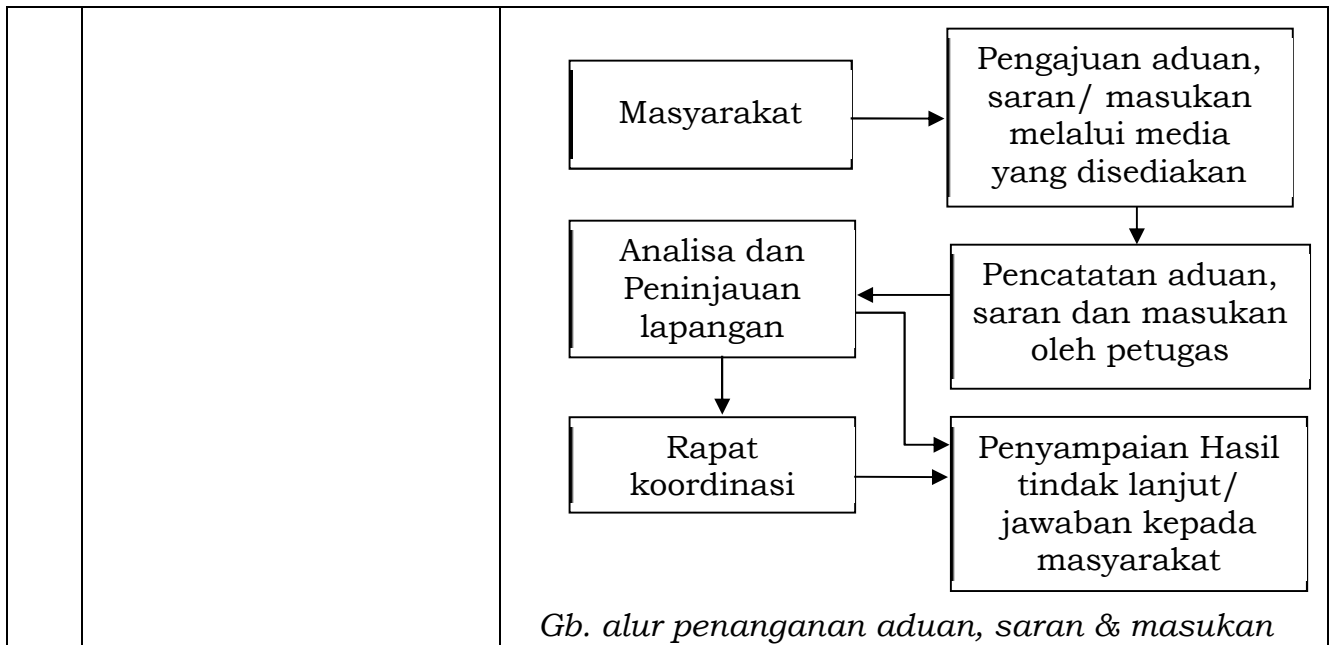 Masyarakat
Pengajuan aduan,
saran/ masukan
melalui media
yang disediakan
Pencatatan aduan,
saran dan masukan
oleh petugas
Analisa dan
Peninjauan
lapangan
Rapat
koordinasi
Penyampaian Hasil
tindak lanjut/
jawaban kepada
masyarakat
Gb. alur penanganan aduan, saran & masukan